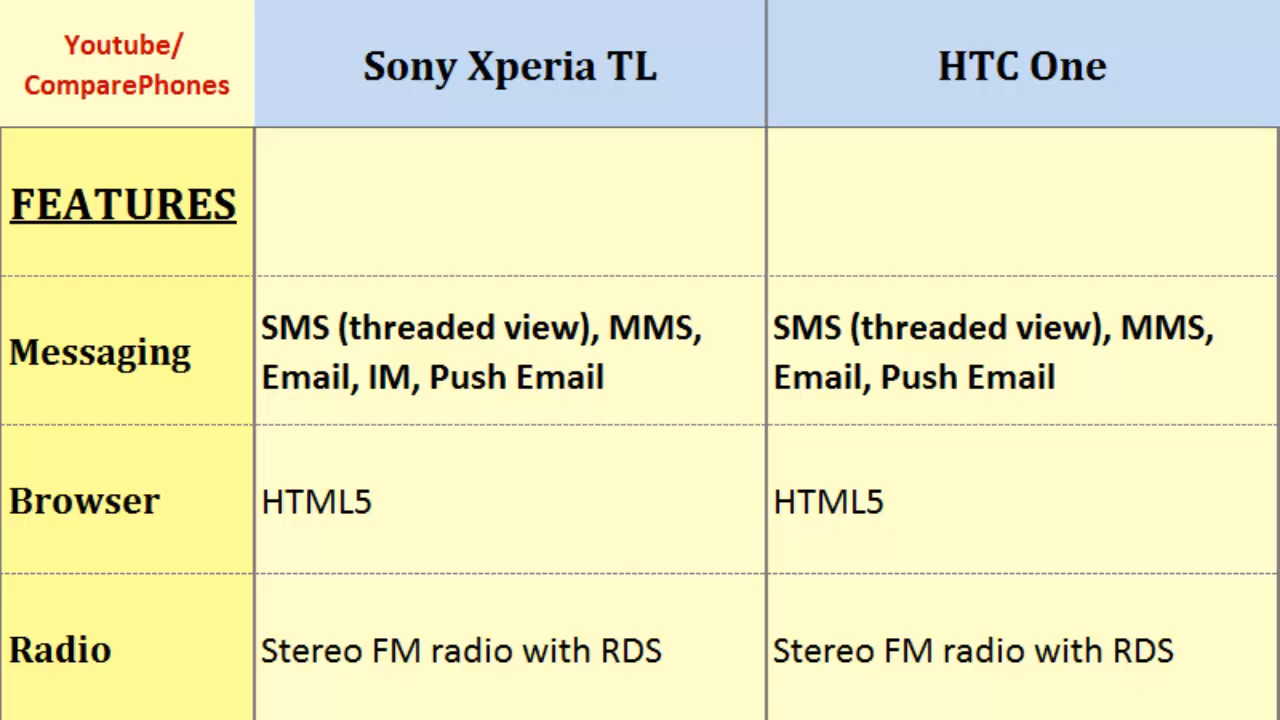 Youtube/
ComparePhones
Sony Xperia TL
HTC One
FEATURES
Messaging
SMS (threaded view), MMS,
Email, IM, Push Email
SMS (threaded view), MMS,
Email, Push Email
Browser
HTML5
HTML5
Radio
Stereo FM radio with RDS
Stereo FM radio with RDS